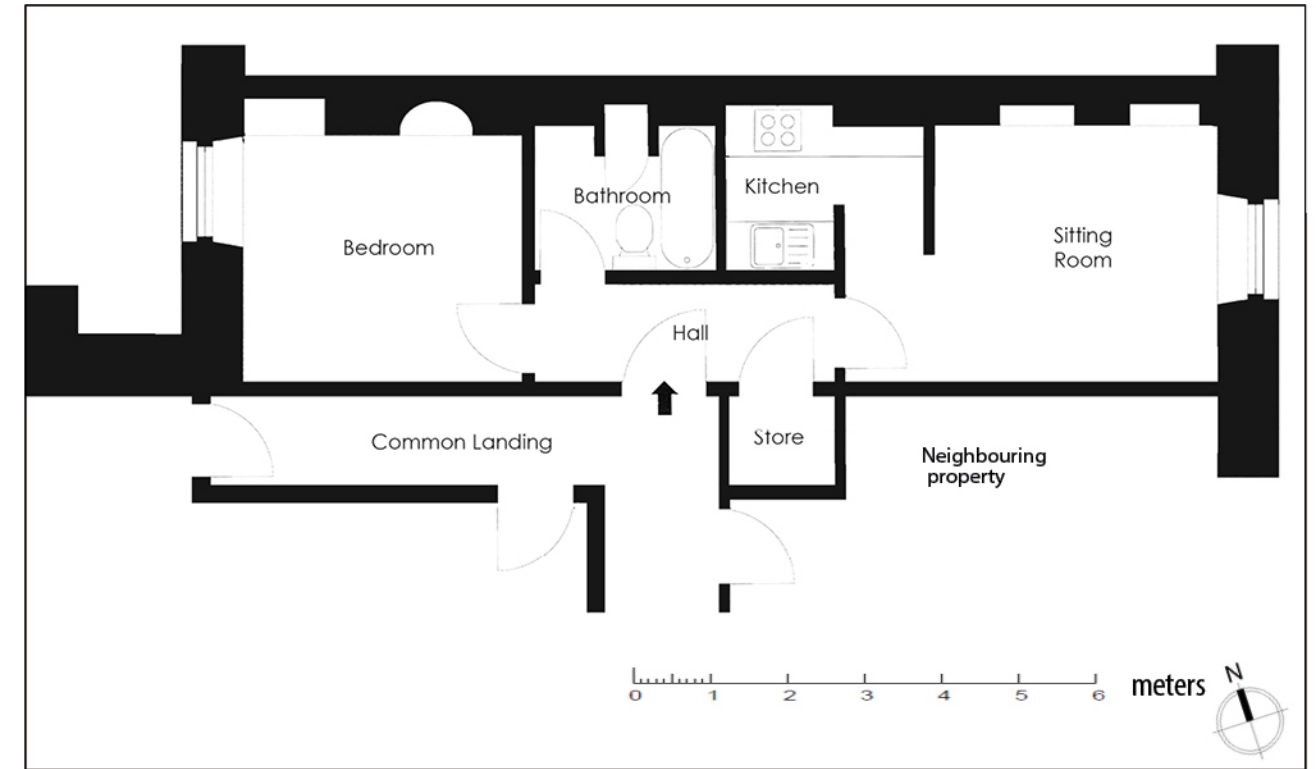 Bathroom
Kitchen
Bedroom
Sitting
Room
Hall
Common Landing
Store
Neighbouring
property
N
0 1 2 3 4 5 6 meters